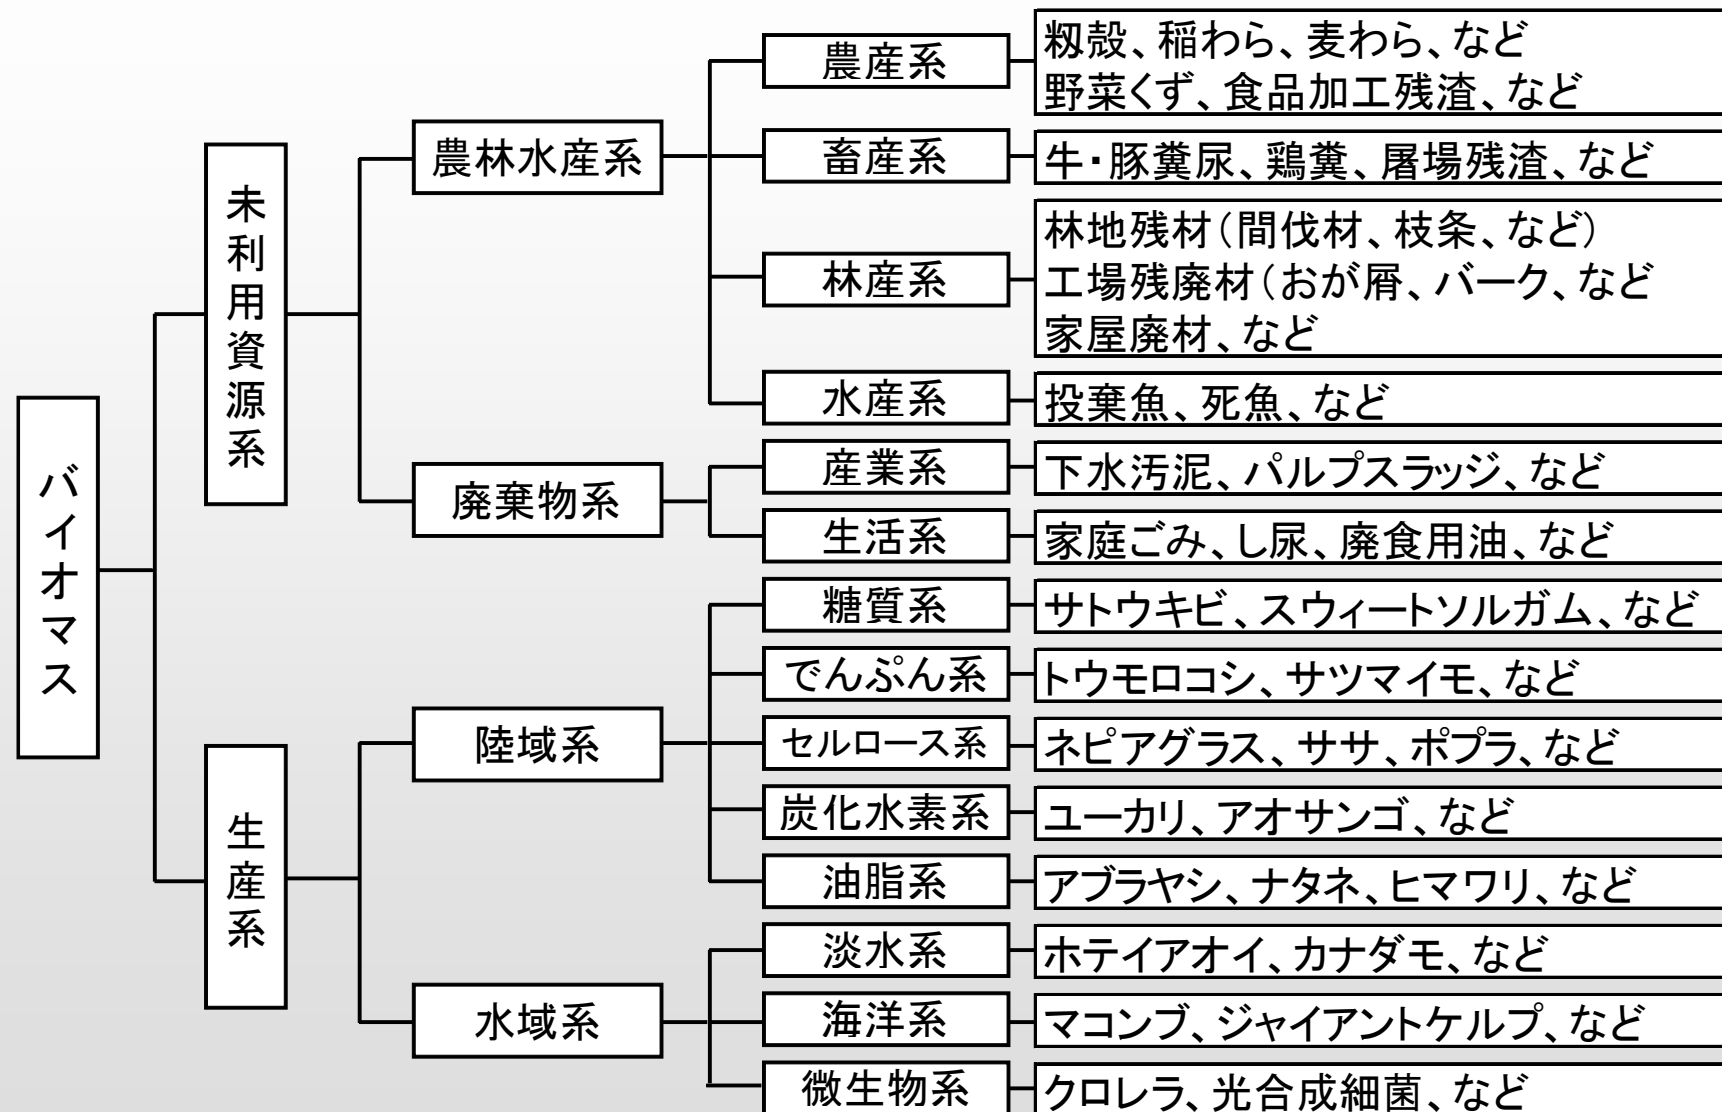 バイオマス
未利用資源系
農林水産系
農産系
籾殻、稲わら、麦わら、など
野菜くず、食品加工残渣、など
畜産系
牛・豚糞尿、鶏糞、屠場残渣、など
林産系
林地残材(間伐材、枝条、など)
工場残廃材(おが屑、バーク、など
家屋廃材、など
水産系
投棄魚、死魚、など
廃棄物系
産業系
下水汚泥、パルプスラッジ、など
生活系
家庭ごみ、し尿、廃食用油、など
生産系
陸域系
糖質系
サトウキビ、スウィートソルガム、など
でんぷん系
トウモロコシ、サツマイモ、など
セルロース系
ネピアグラス、ササ、ポプラ、など
炭化水素系
ユーカリ、アオサンゴ、など
油脂系
アブラヤシ、ナタネ、ヒマワリ、など
水域系
淡水系
ホテイアオイ、カナダモ、など
海洋系
マコンブ、ジャイアントケルプ、など
微生物系
クロレラ、光合成細菌、など